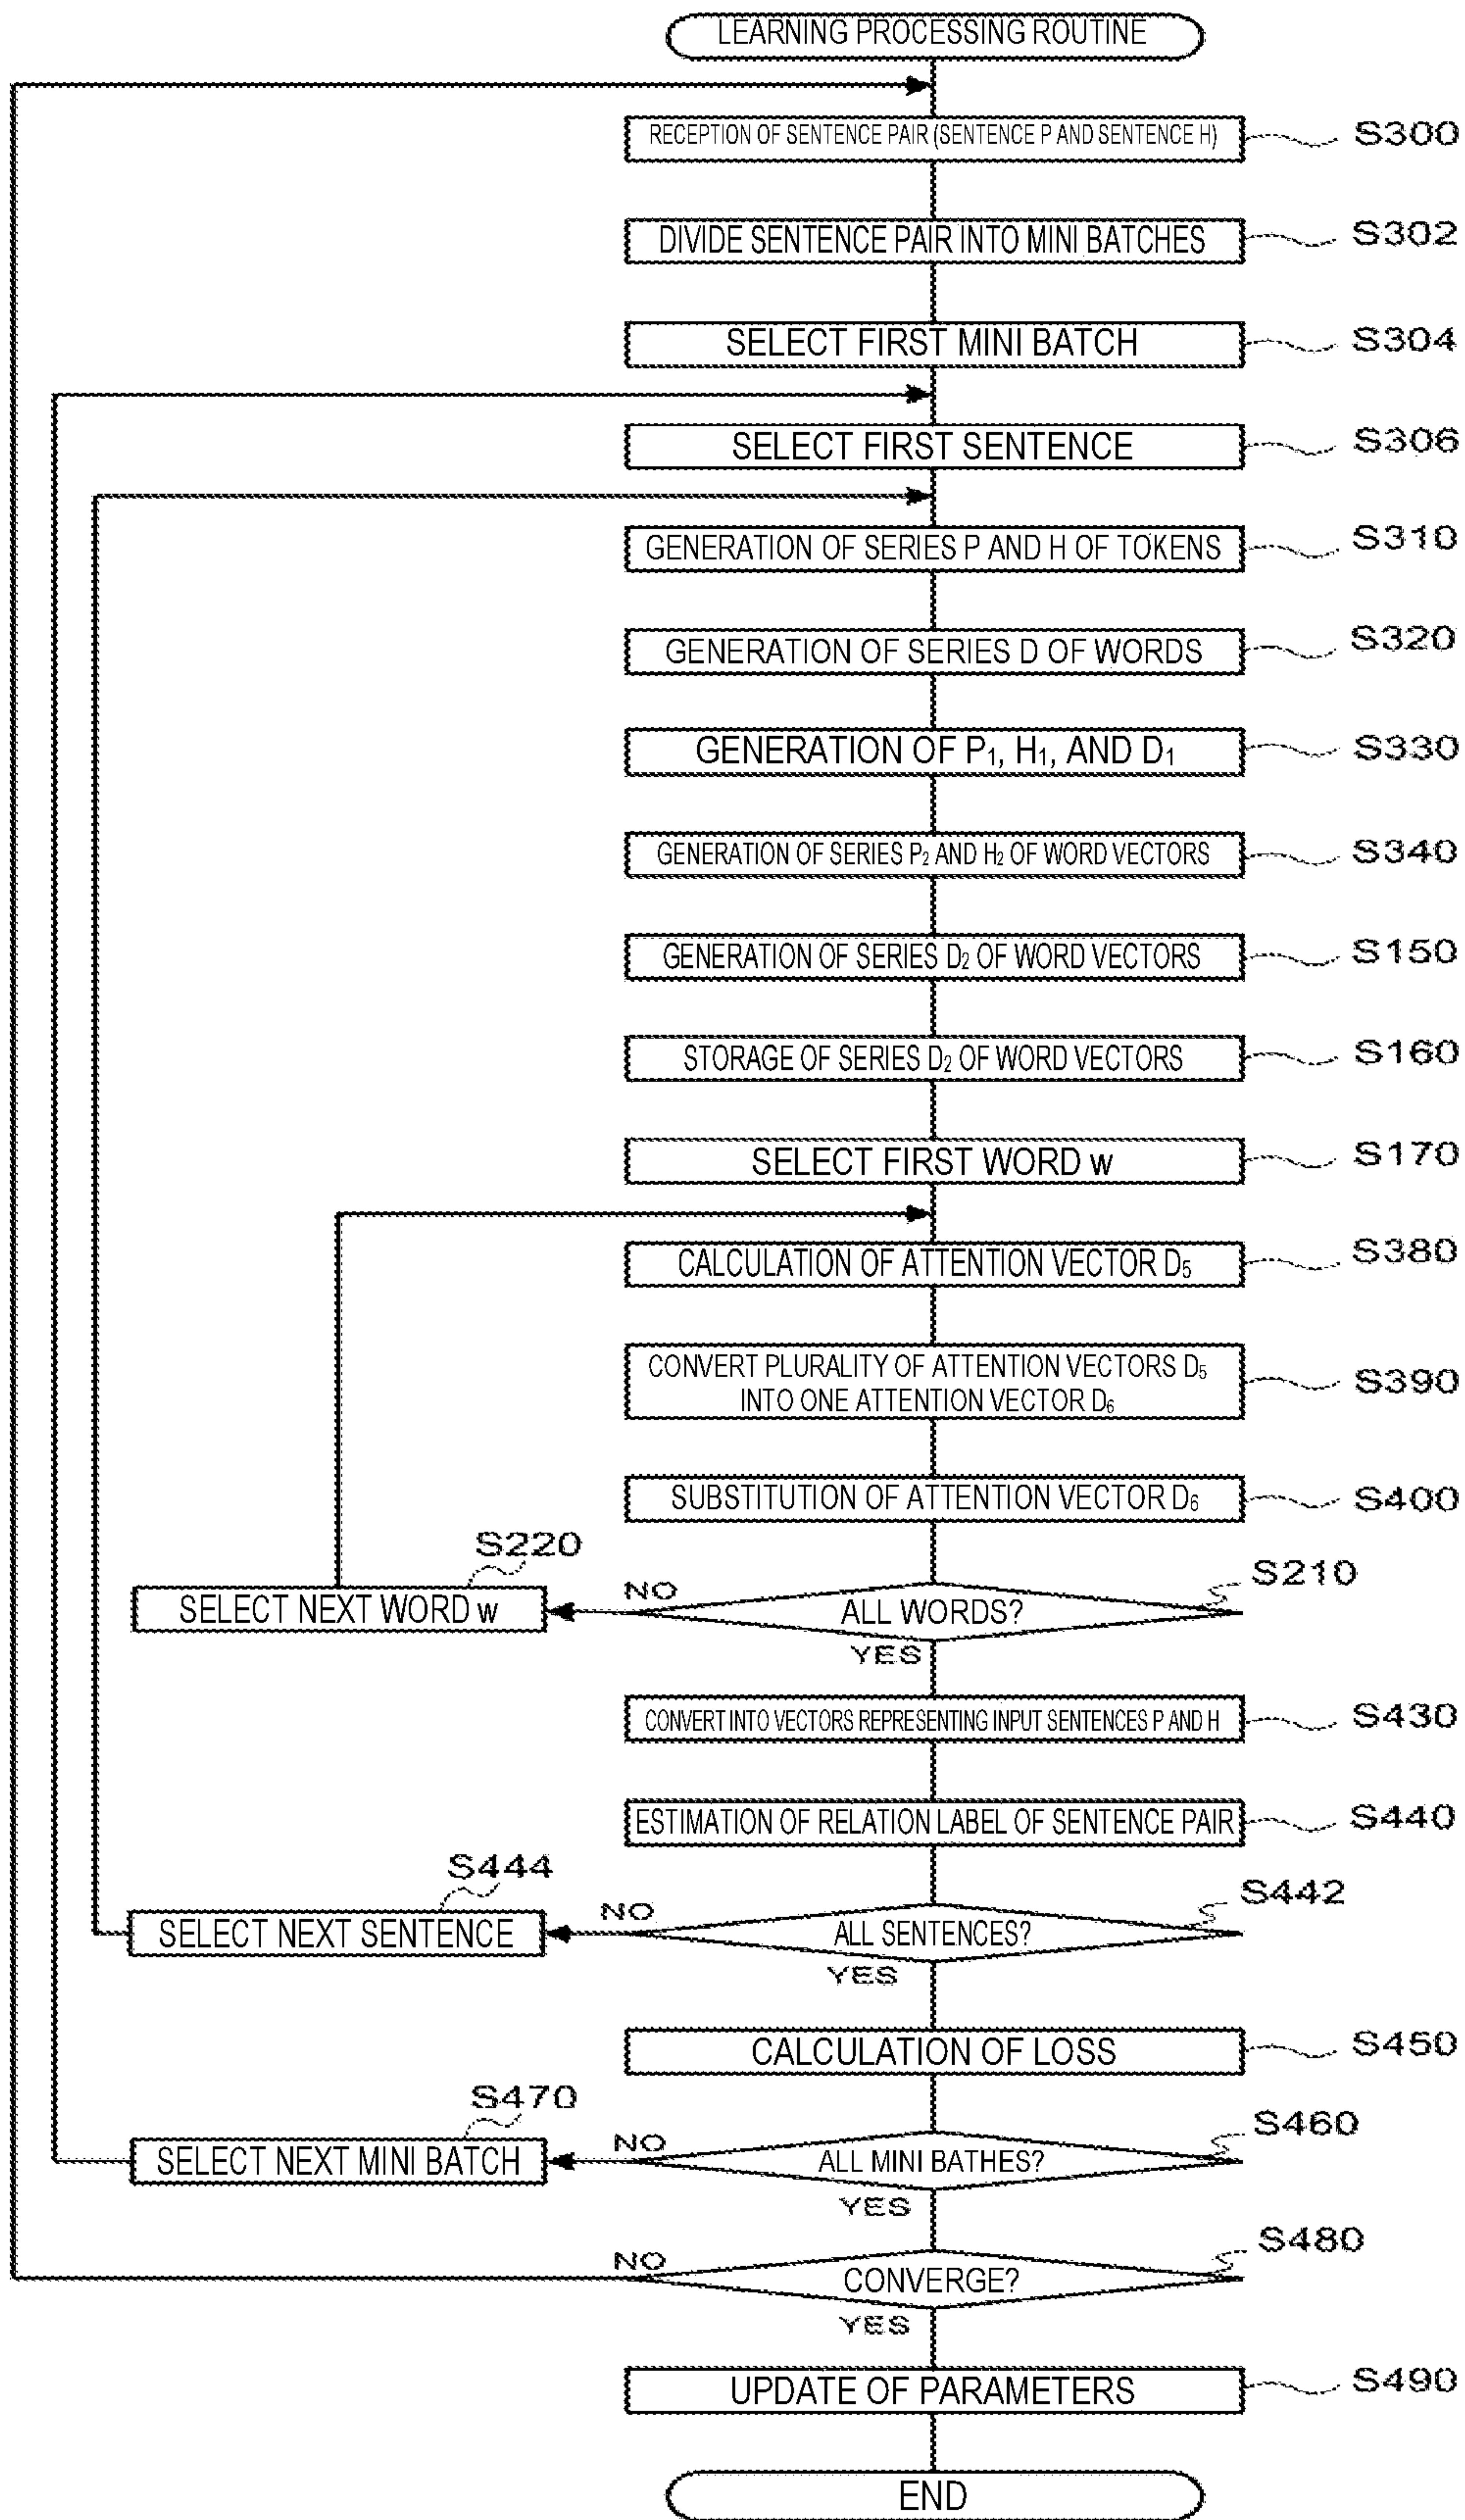 LEARNING PROCESSING ROUTINE
RECEPTION OF SENTENCE PAIR (SENTENCE P AND SENTENCE H)
S300
DIVIDE SENTENCE PAIR INTO MINI BATCHES
S302
SELECT FIRST MINI BATCH
S304
SELECT FIRST SENTENCE
S306
GENERATION OF SERIES P AND H OF TOKENS
S310
GENERATION OF SERIES D OF WORDS
S320
GENERATION OF P₁, H₁, AND D₁
S330
GENERATION OF SERIES P₂ AND H₂ OF WORD VECTORS
S340
GENERATION OF SERIES D₂ OF WORD VECTORS
S150
STORAGE OF SERIES D₂ OF WORD VECTORS
S160
SELECT FIRST WORD w
S170
CALCULATION OF ATTENTION VECTOR D₅
S380
CONVERT PLURALITY OF ATTENTION VECTORS D₅
INTO ONE ATTENTION VECTOR D₆
S390
SUBSTITUTION OF ATTENTION VECTOR D₆
S400
S220
SELECT NEXT WORD w
NO
ALL WORDS?
S210
YES
CONVERT INTO VECTORS REPRESENTING INPUT SENTENCES P AND H
S430
ESTIMATION OF RELATION LABEL OF SENTENCE PAIR
S440
S444
SELECT NEXT SENTENCE
NO
ALL SENTENCES?
S442
YES
CALCULATION OF LOSS
S450
S470
SELECT NEXT MINI BATCH
NO
ALL MINI BATHES?
S460
YES
NO
CONVERGE?
S480
YES
UPDATE OF PARAMETERS
S490
END